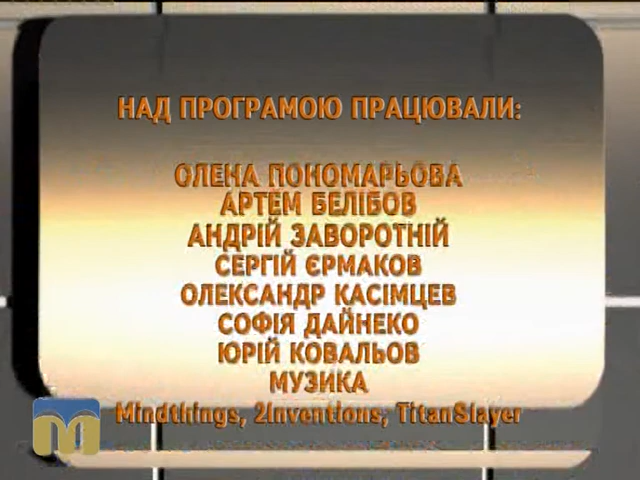 НАД ПРОГРАМОЮ ПРАЦЮВАЛИ:
ОЛЕНА ПОНОМАРЬОВА
АРТЕМ БЕЛІБОВ
АНДРІЙ ЗАВОРОТНІЙ
СЕРГІЙ ЄРМАКОВ
ОЛЕКСАНДР КАСІМЦЕВ
СОФІЯ ДАЙНЕКО
ЮРІЙ КОВАЛЬОВ
МУЗИКА
Mindthings, 2Inventions, TitanSlayer